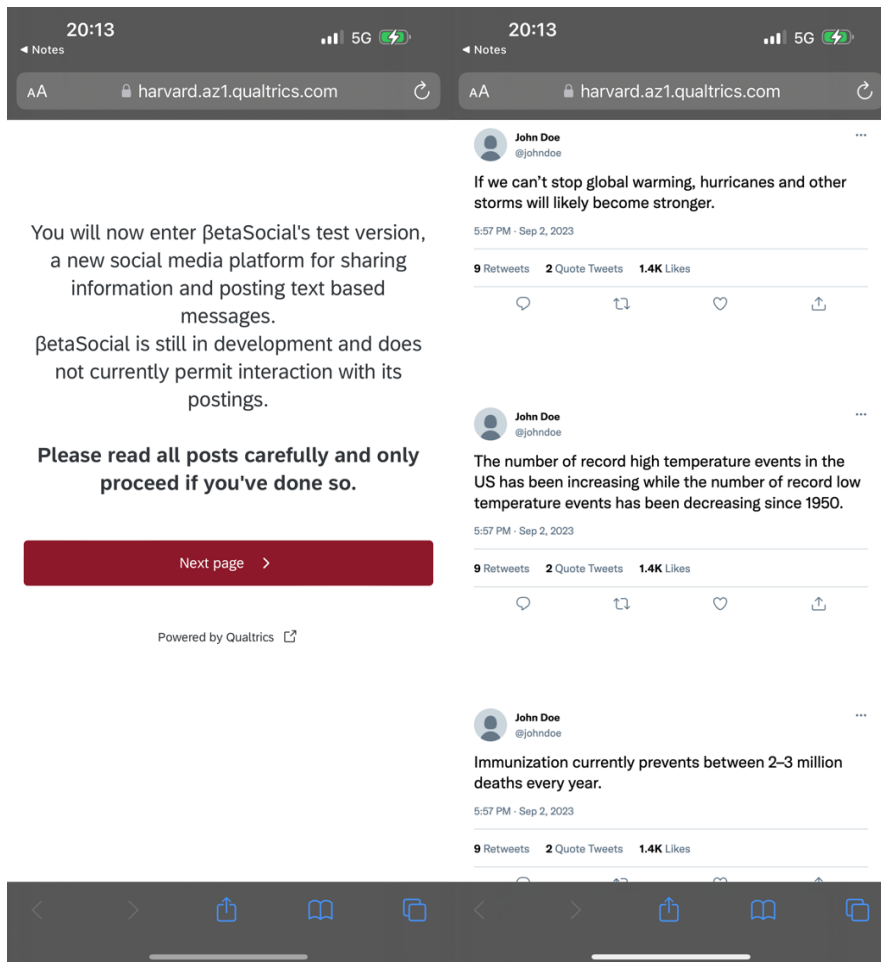 20:13
◀ Notes
5G
AA
harvard.az1.qualtrics.com
You will now enter βetaSocial's test version,
a new social media platform for sharing
information and posting text based
messages.
βetaSocial is still in development and does
not currently permit interaction with its
postings.
Please read all posts carefully and only
proceed if you've done so.
Next page
Powered by Qualtrics
20:13
◀ Notes
5G
AA
harvard.az1.qualtrics.com
John Doe
@johndoe
If we can’t stop global warming, hurricanes and other
storms will likely become stronger.
5:57 PM · Sep 2, 2023
9 Retweets 2 Quote Tweets 1.4K Likes
John Doe
@johndoe
The number of record high temperature events in the
US has been increasing while the number of record low
temperature events has been decreasing since 1950.
5:57 PM · Sep 2, 2023
9 Retweets 2 Quote Tweets 1.4K Likes
John Doe
@johndoe
Immunization currently prevents between 2–3 million
deaths every year.
5:57 PM · Sep 2, 2023
9 Retweets 2 Quote Tweets 1.4K Likes